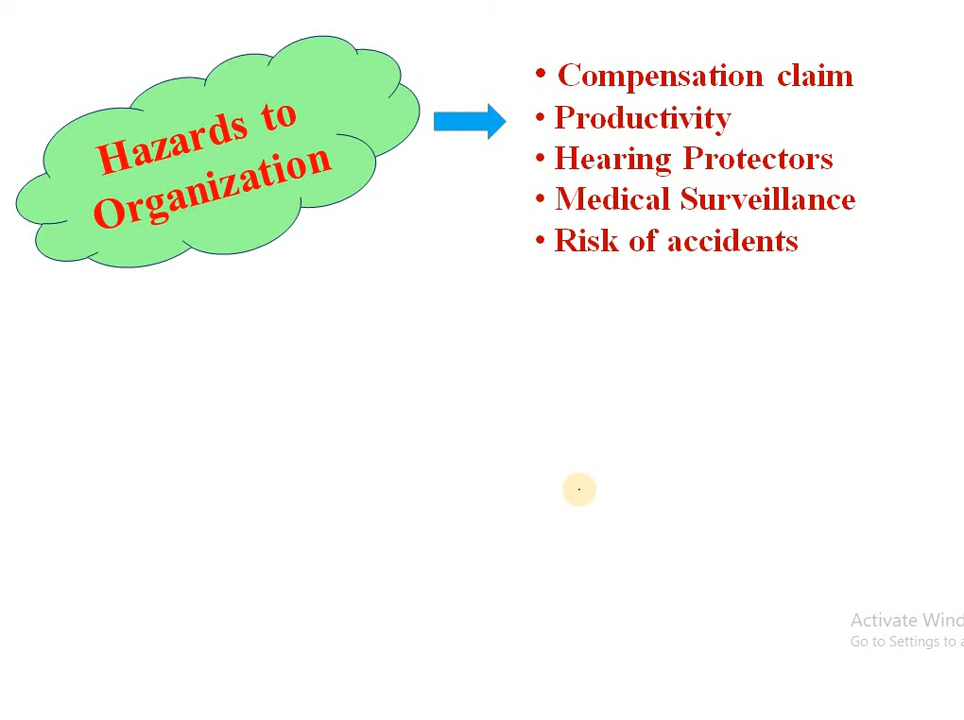 Hazards to
Organization
• Compensation claim
• Productivity
• Hearing Protectors
• Medical Surveillance
• Risk of accidents
Activate Wind
Go to Settings to a